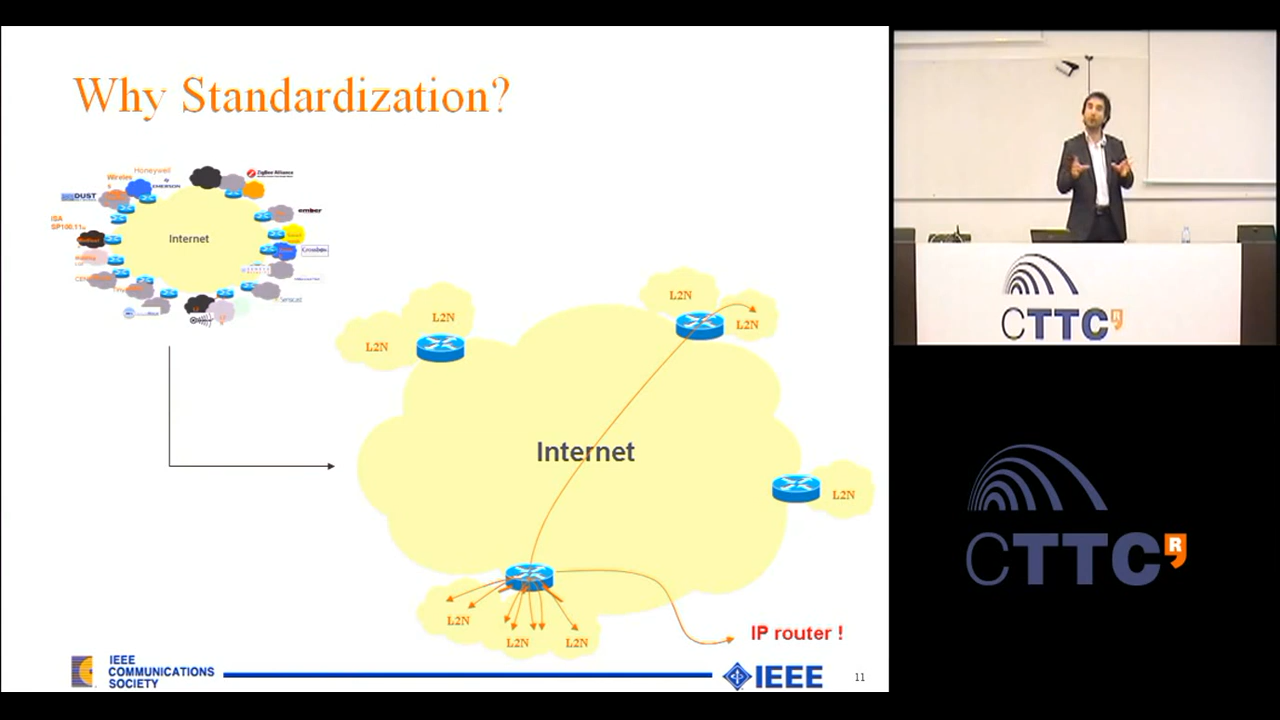 Why Standardization?
Honeywell
ZigBee Alliance
Wireles
s
EMERSON
DUST
ember
ISA
SP100.11a
Internet
L2N
L2N
L2N
L2N
Internet
L2N
L2N
L2N
L2N
IP router !
IEEE
COMMUNICATIONS
SOCIETY
IEEE
11
CTTC R
CTTC R